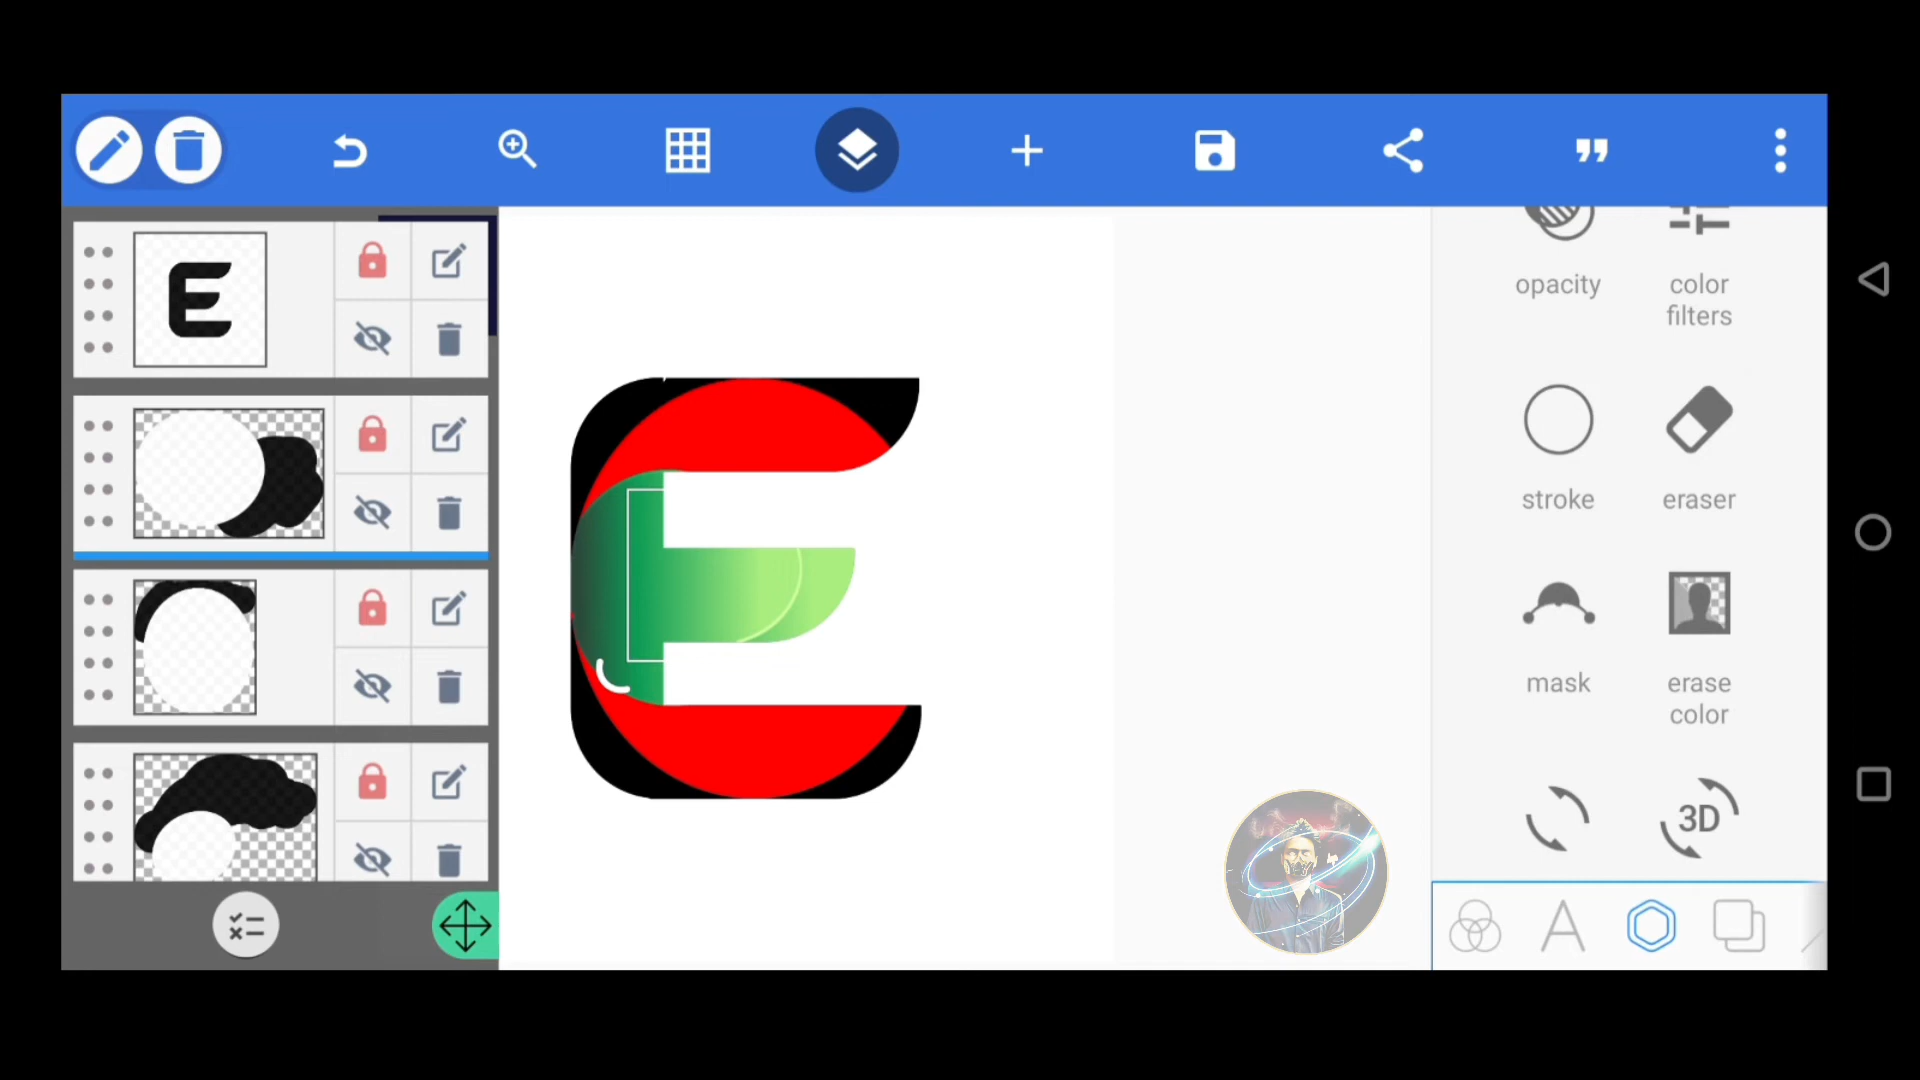 E
E
opacity
color
filters
stroke
eraser
mask
erase
color
3D
A